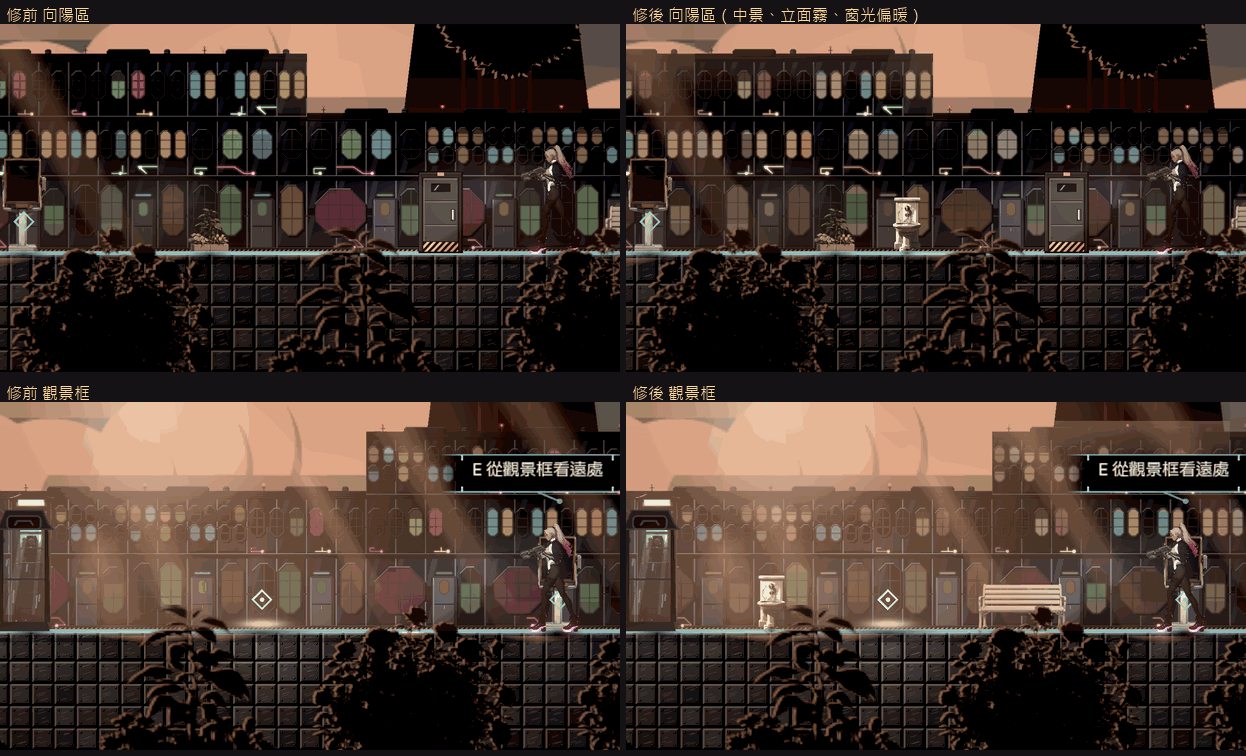 修前 向陽區
修後 向陽區 ( 中景、立面霧、窗光偏暖 )
修前 觀景框
修後 觀景框
E 從觀景框看遠處
E 從觀景框看遠處